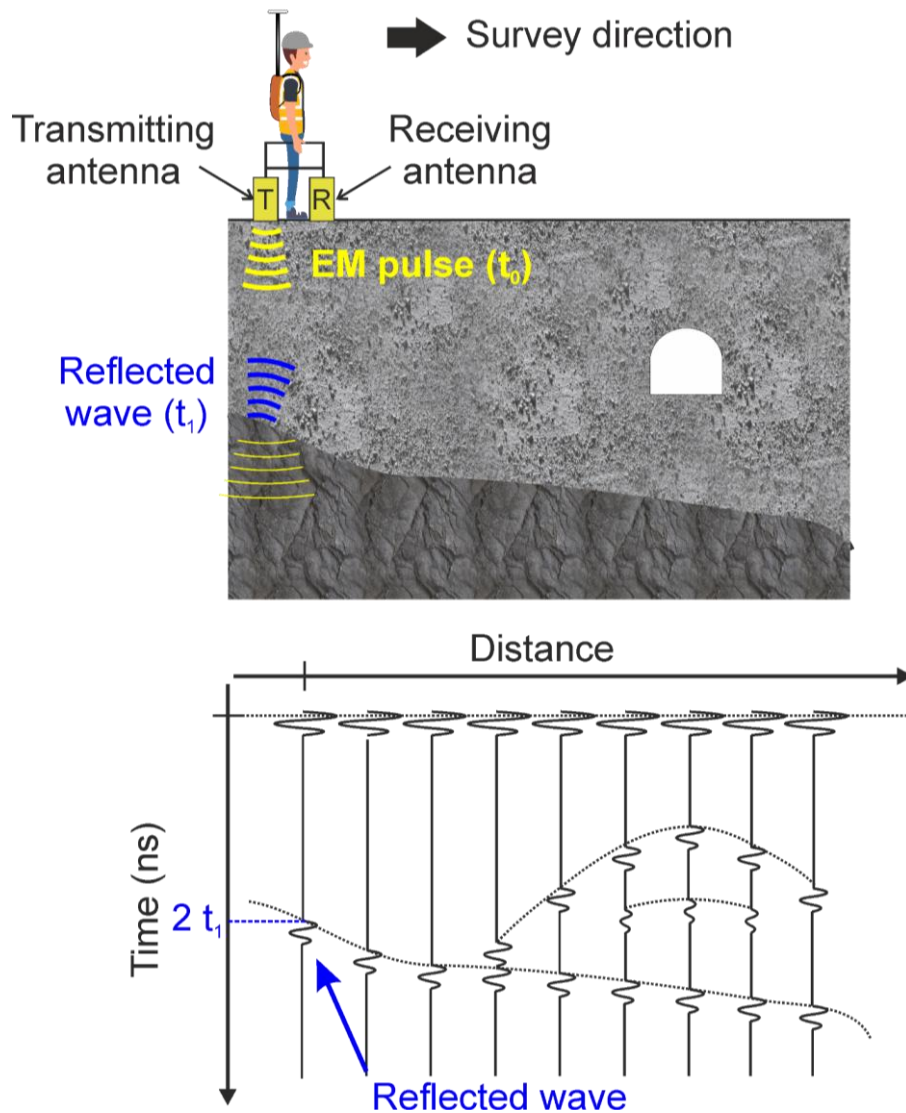 Survey direction
Transmitting
antenna
Receiving
antenna
T
R
EM pulse (t₀)
Reflected
wave (t₁)
Distance
Time (ns)
2 t₁
Reflected wave